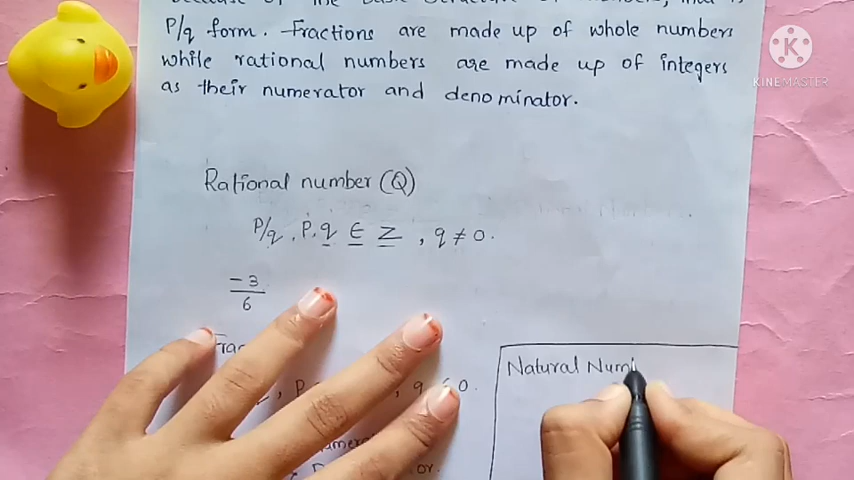 P/q form. Fractions are made up of whole numbers
while rational numbers are made up of integers
as their numerator and denominator.
KINEMASTER
Rational number (Q)
P/q, P, q ∈ Z, q ≠ 0.
-3/6
Natural Num